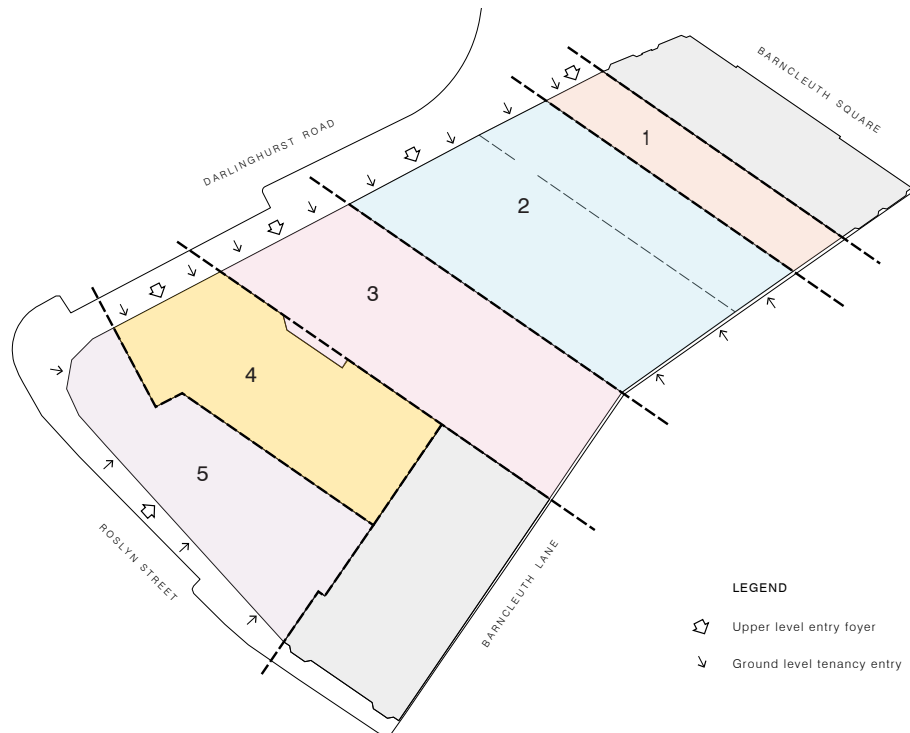 BARNCLEUTH SQUARE
DARLINGHURST ROAD
1
2
3
4
5
ROSLYN STREET
BARNCLEUTH LANE
LEGEND
Upper level entry foyer
Ground level tenancy entry